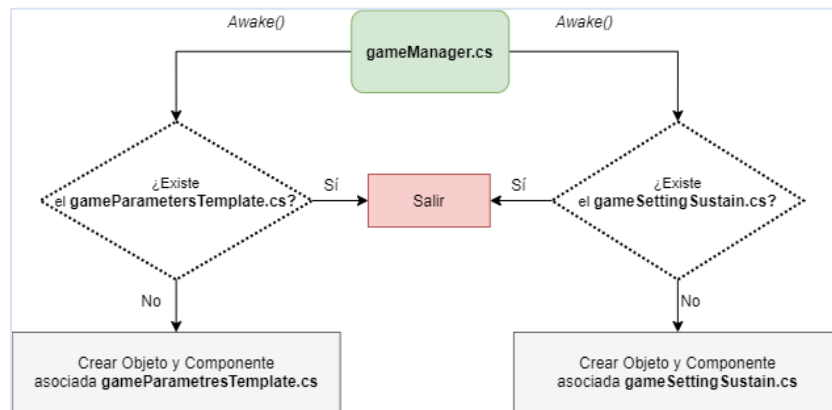 Awake()
gameManager.cs
Awake()
¿Existe
el gameParametersTemplate.cs?
Sí
Salir
Sí
¿Existe
el gameSettingSustain.cs?
No
No
Crear Objeto y Componente
asociada gameParametresTemplate.cs
Crear Objeto y Componente
asociada gameSettingSustain.cs